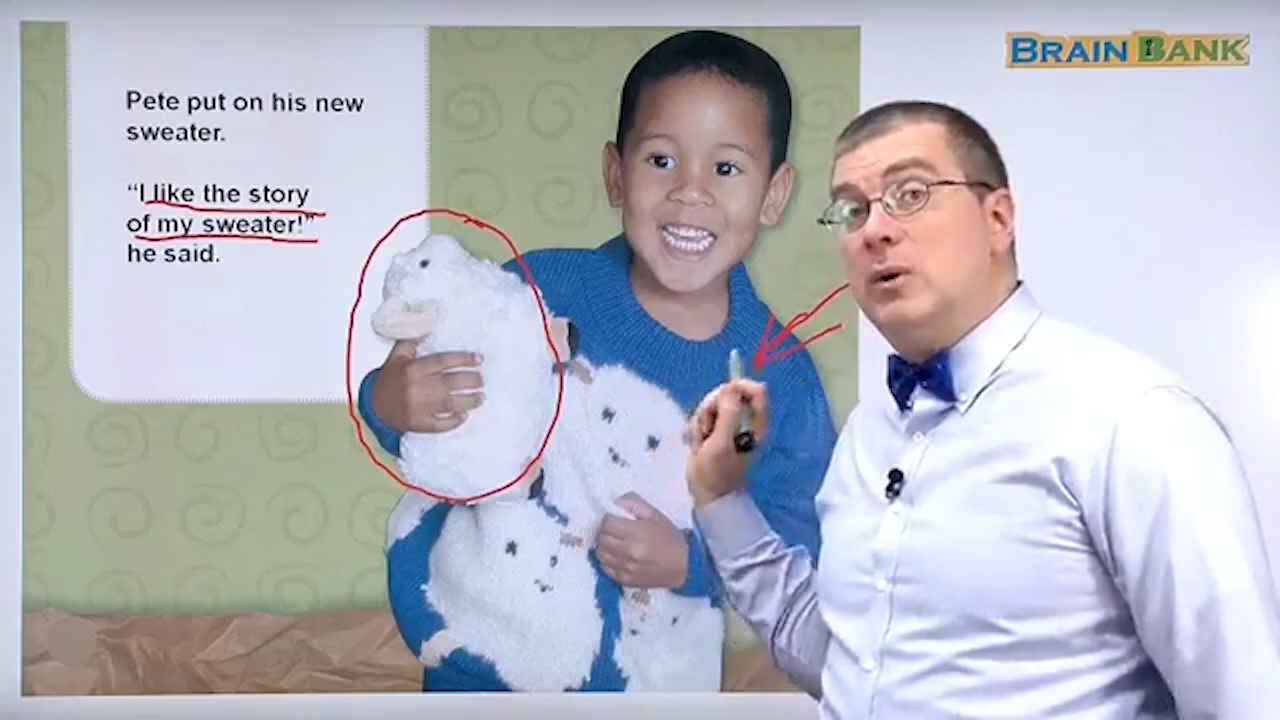 BRAIN BANK
Pete put on his new
sweater.
“I like the story
of my sweater!”
he said.